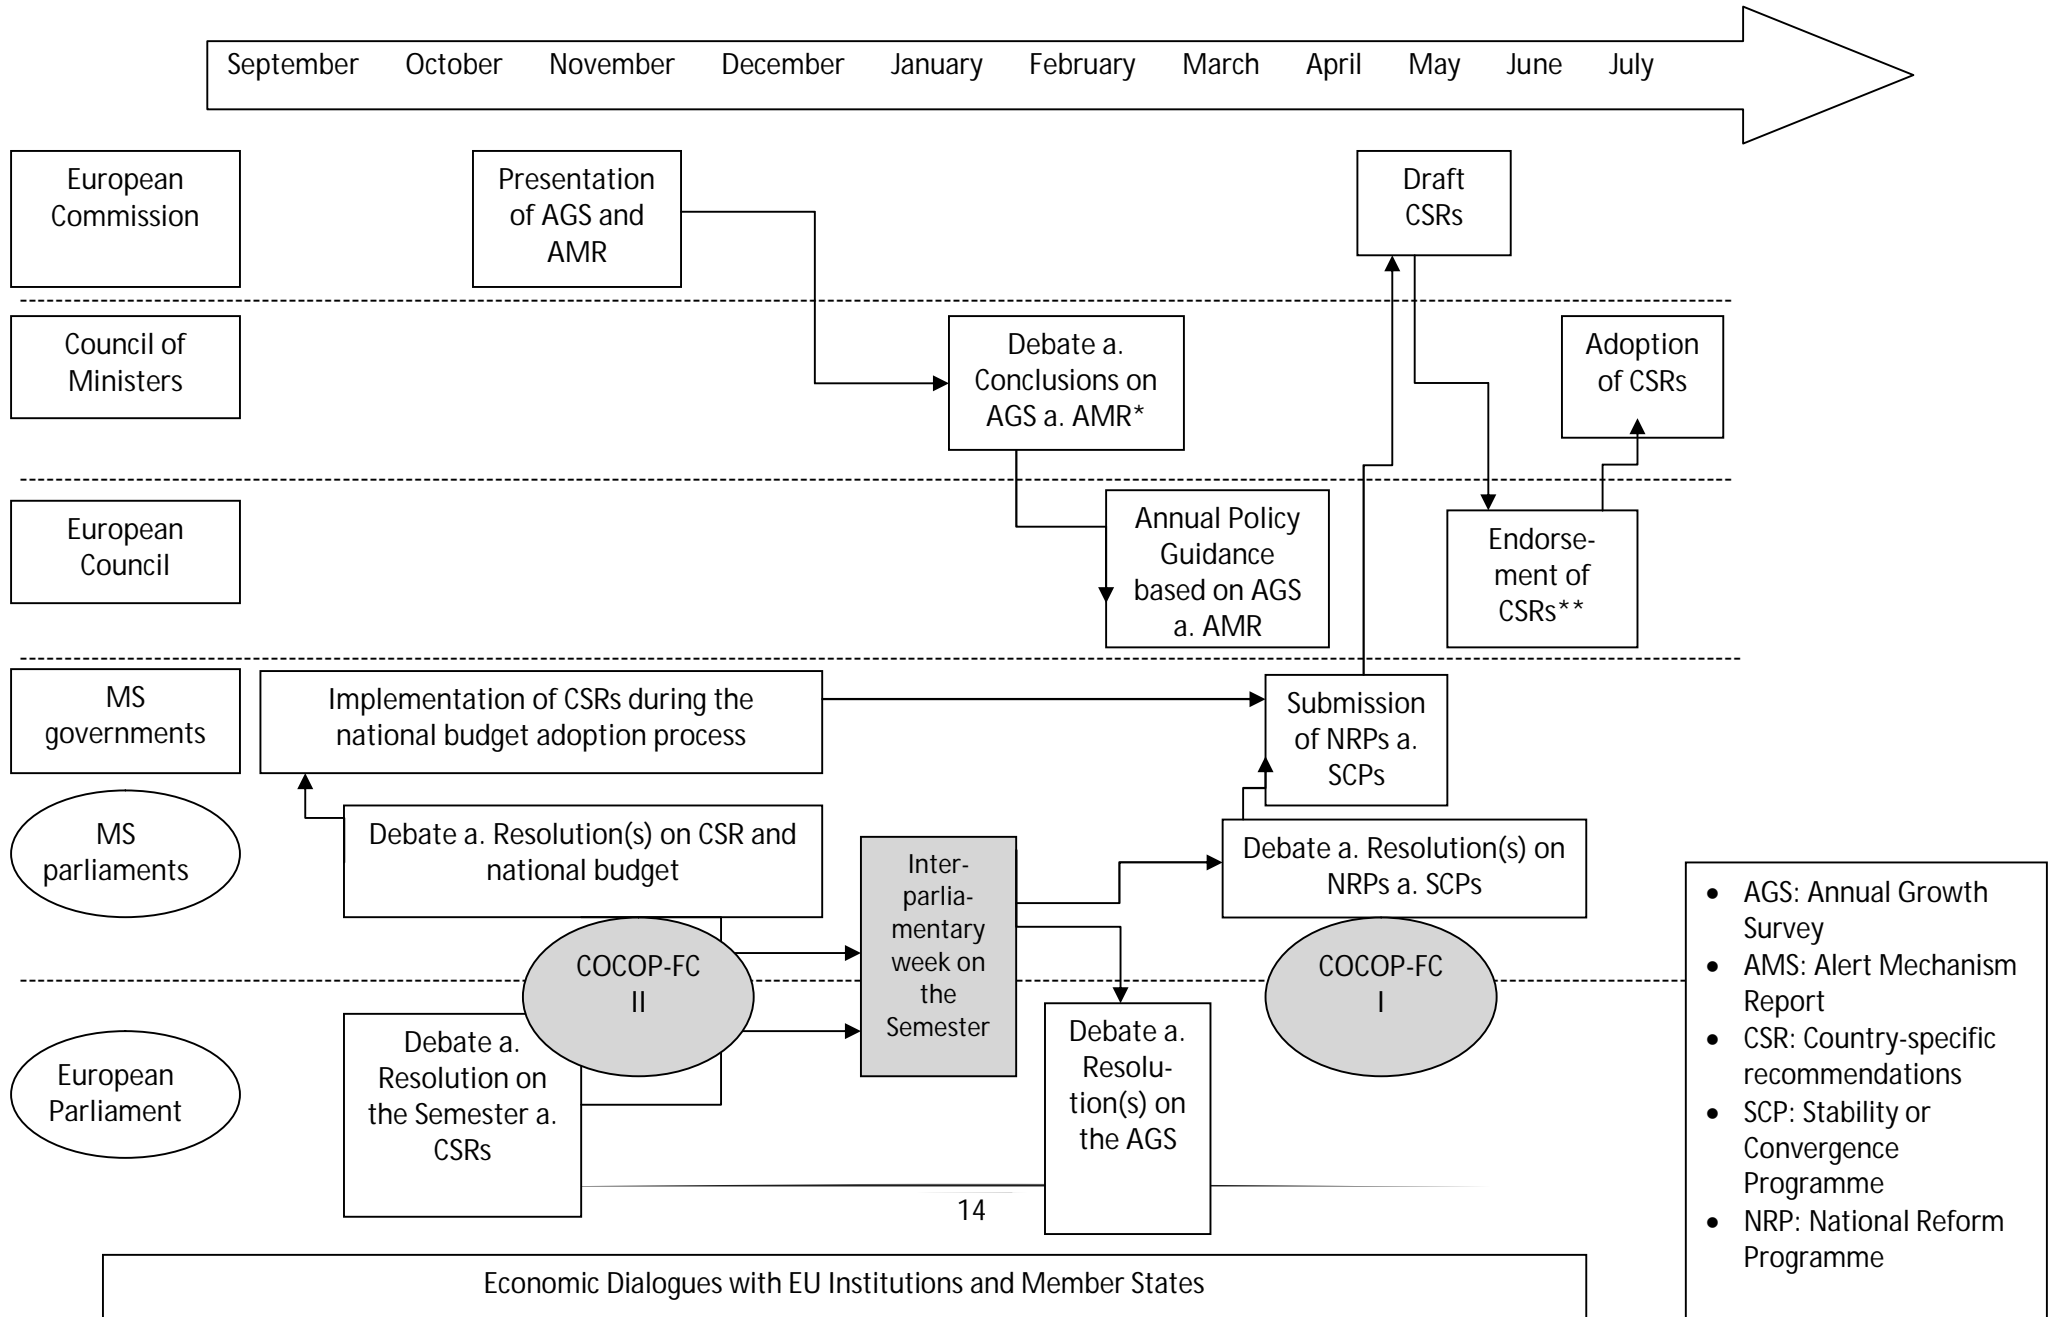 September October November December January February March April May June July
European
Commission
Presentation
of AGS and
AMR
Draft
CSRs
Council of
Ministers
Debate a.
Conclusions on
AGS a. AMR*
Adoption
of CSRs
European
Council
Annual Policy
Guidance
based on AGS
a. AMR
Endorse-
ment of
CSRs**
MS
governments
Implementation of CSRs during the
national budget adoption process
Submission
of NRPs a.
SCPs
MS
parliaments
Debate a. Resolution(s) on CSR and
national budget
Inter-
parlia-
mentary
week on
the
Semester
Debate a. Resolution(s) on
NRPs a. SCPs
COCOP-FC
II
COCOP-FC
I
European
Parliament
Debate a.
Resolution on
the Semester a.
CSRs
Debate a.
Resolu-
tion(s) on
the AGS
• AGS: Annual Growth
Survey
• AMS: Alert Mechanism
Report
• CSR: Country-specific
recommendations
• SCP: Stability or
Convergence
Programme
• NRP: National Reform
Programme
14
Economic Dialogues with EU Institutions and Member States